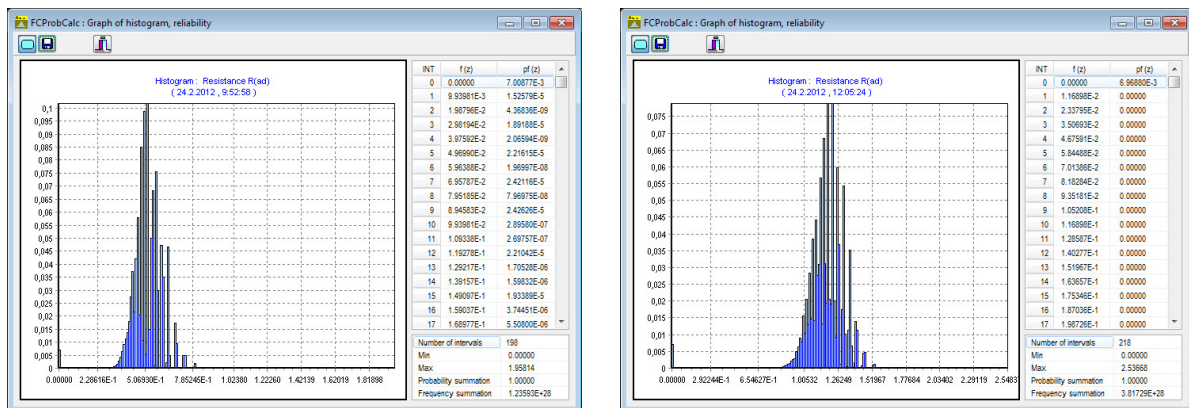 FCProbCalc : Graph of histogram, reliability
Histogram : Resistance R(ad)
( 24.2.2012 , 9:52:58 )
0,1
0,095
0,09
0,085
0,08
0,075
0,07
0,065
0,06
0,055
0,05
0,045
0,04
0,035
0,03
0,025
0,02
0,015
0,01
0,005
0
0.00000 2.28616E-1 5.06930E-1 7.85245E-1 1.02380 1.22260 1.42139 1.62019 1.81898
INT f (z) pf (z)
0 0.00000 7.00877E-3
1 9.93981E-3 1.52579E-5
2 1.98796E-2 4.36836E-09
3 2.98194E-2 1.89188E-5
4 3.97592E-2 2.06594E-09
5 4.96990E-2 2.21615E-5
6 5.96388E-2 1.96997E-08
7 6.95787E-2 2.42116E-5
8 7.95185E-2 7.96975E-08
9 8.94583E-2 2.42626E-5
10 9.93981E-2 2.89580E-07
11 1.09338E-1 2.69757E-07
12 1.19278E-1 2.21042E-5
13 1.29217E-1 1.70528E-06
14 1.39157E-1 1.59832E-06
15 1.49097E-1 1.93389E-5
16 1.59037E-1 3.74451E-06
17 1.68977E-1 5.50800E-06
Number of intervals 198
Min 0.00000
Max 1.95814
Probability summation 1.00000
Frequency summation 1.23593E+28
FCProbCalc : Graph of histogram, reliability
Histogram : Resistance R(ad)
( 24.2.2012 , 12:05:24 )
0,075
0,07
0,065
0,06
0,055
0,05
0,045
0,04
0,035
0,03
0,025
0,02
0,015
0,01
0,005
0
0.00000 2.92244E-1 6.54627E-1 1.00532 1.26249 1.51967 1.77684 2.03402 2.29119 2.5483
INT f (z) pf (z)
0 0.00000 6.96880E-3
1 1.16898E-2 0.00000
2 2.33795E-2 0.00000
3 3.50693E-2 0.00000
4 4.67591E-2 0.00000
5 5.84488E-2 0.00000
6 7.01386E-2 0.00000
7 8.18284E-2 0.00000
8 9.35181E-2 0.00000
9 1.05208E-1 0.00000
10 1.16898E-1 0.00000
11 1.28587E-1 0.00000
12 1.40277E-1 0.00000
13 1.51967E-1 0.00000
14 1.63657E-1 0.00000
15 1.75346E-1 0.00000
16 1.87036E-1 0.00000
17 1.98726E-1 0.00000
Number of intervals 218
Min 0.00000
Max 2.53668
Probability summation 1.00000
Frequency summation 3.81729E+28